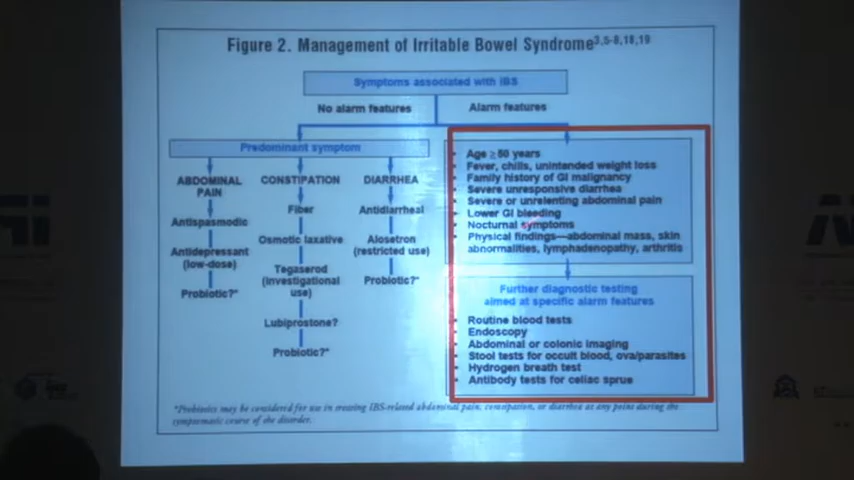 Figure 2. Management of Irritable Bowel Syndrome3,5-8,18,19
Symptoms associated with IBS
No alarm features
Alarm features
Predominant symptom
ABDOMINAL
PAIN
Antispasmodic
Antidepressant
(low-dose)
Probiotic?*
CONSTIPATION
Fiber
Osmotic laxative
Tegaserod
(investigational
use)
Lubiprostone?
Probiotic?*
DIARRHEA
Antidiarrheal
Alosetron
(restricted use)
Probiotic?*
Age ≥50 years
Fever, chills, unintended weight loss
Family history of GI malignancy
Severe unresponsive diarrhea
Severe or unrelenting abdominal pain
Lower GI bleeding
Nocturnal symptoms
Physical findings—abdominal mass, skin
abnormalities, lymphadenopathy, arthritis
Further diagnostic testing
aimed at specific alarm features
Routine blood tests
Endoscopy
Abdominal or colonic imaging
Stool tests for occult blood, ova/parasites
Hydrogen breath test
Antibody tests for celiac sprue
*Probiotics may be considered for use in treating IBS-related abdominal pain, constipation, or diarrhea at any point during the
symptomatic course of the disorder.